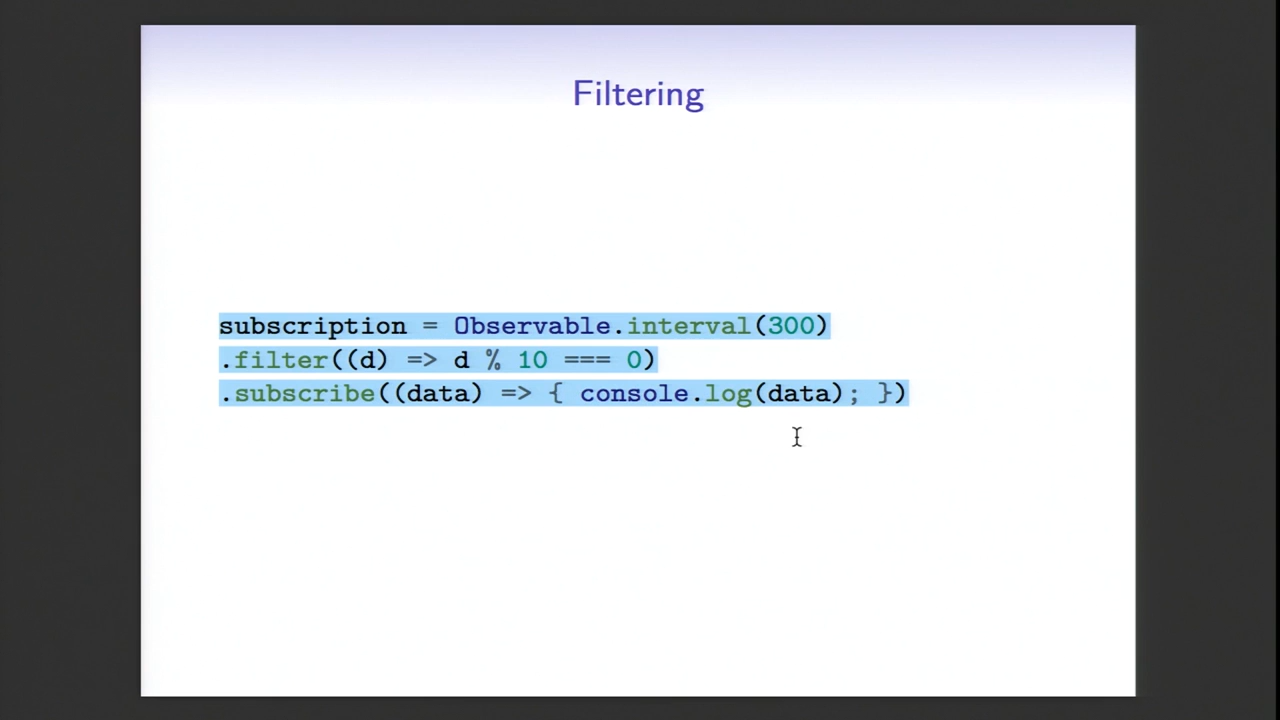 Filtering
subscription = Observable.interval(300)
.filter((d) => d % 10 === 0)
.subscribe((data) => { console.log(data); })